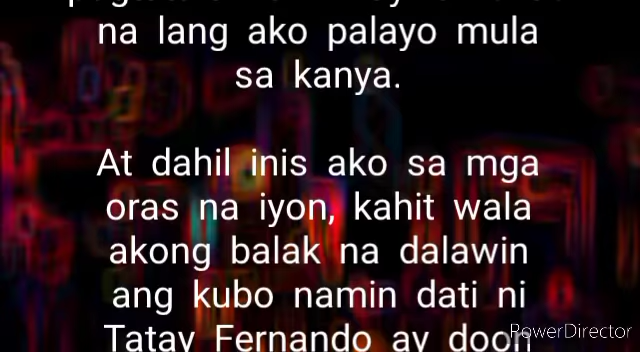 na lang ako palayo mula
sa kanya.
At dahil inis ako sa mga
oras na iyon, kahit wala
akong balak na dalawin
ang kubo namin dati ni
Tatay Fernando ay doon
PowerDirector